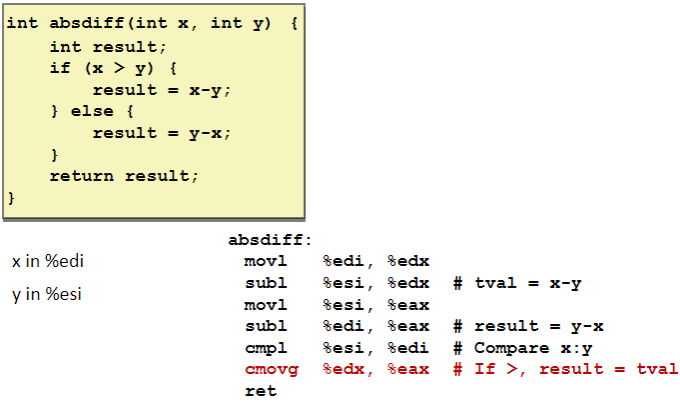 int absdiff(int x, int y) {
    int result;
    if (x > y) {
        result = x-y;
    } else {
        result = y-x;
    }
    return result;
}
x in %edi
y in %esi
absdiff:
movl %edi, %edx
subl %esi, %edx # tval = x-y
movl %esi, %eax
subl %edi, %eax # result = y-x
cmpl %esi, %edi # Compare x:y
cmovg %edx, %eax # If >, result = tval
ret